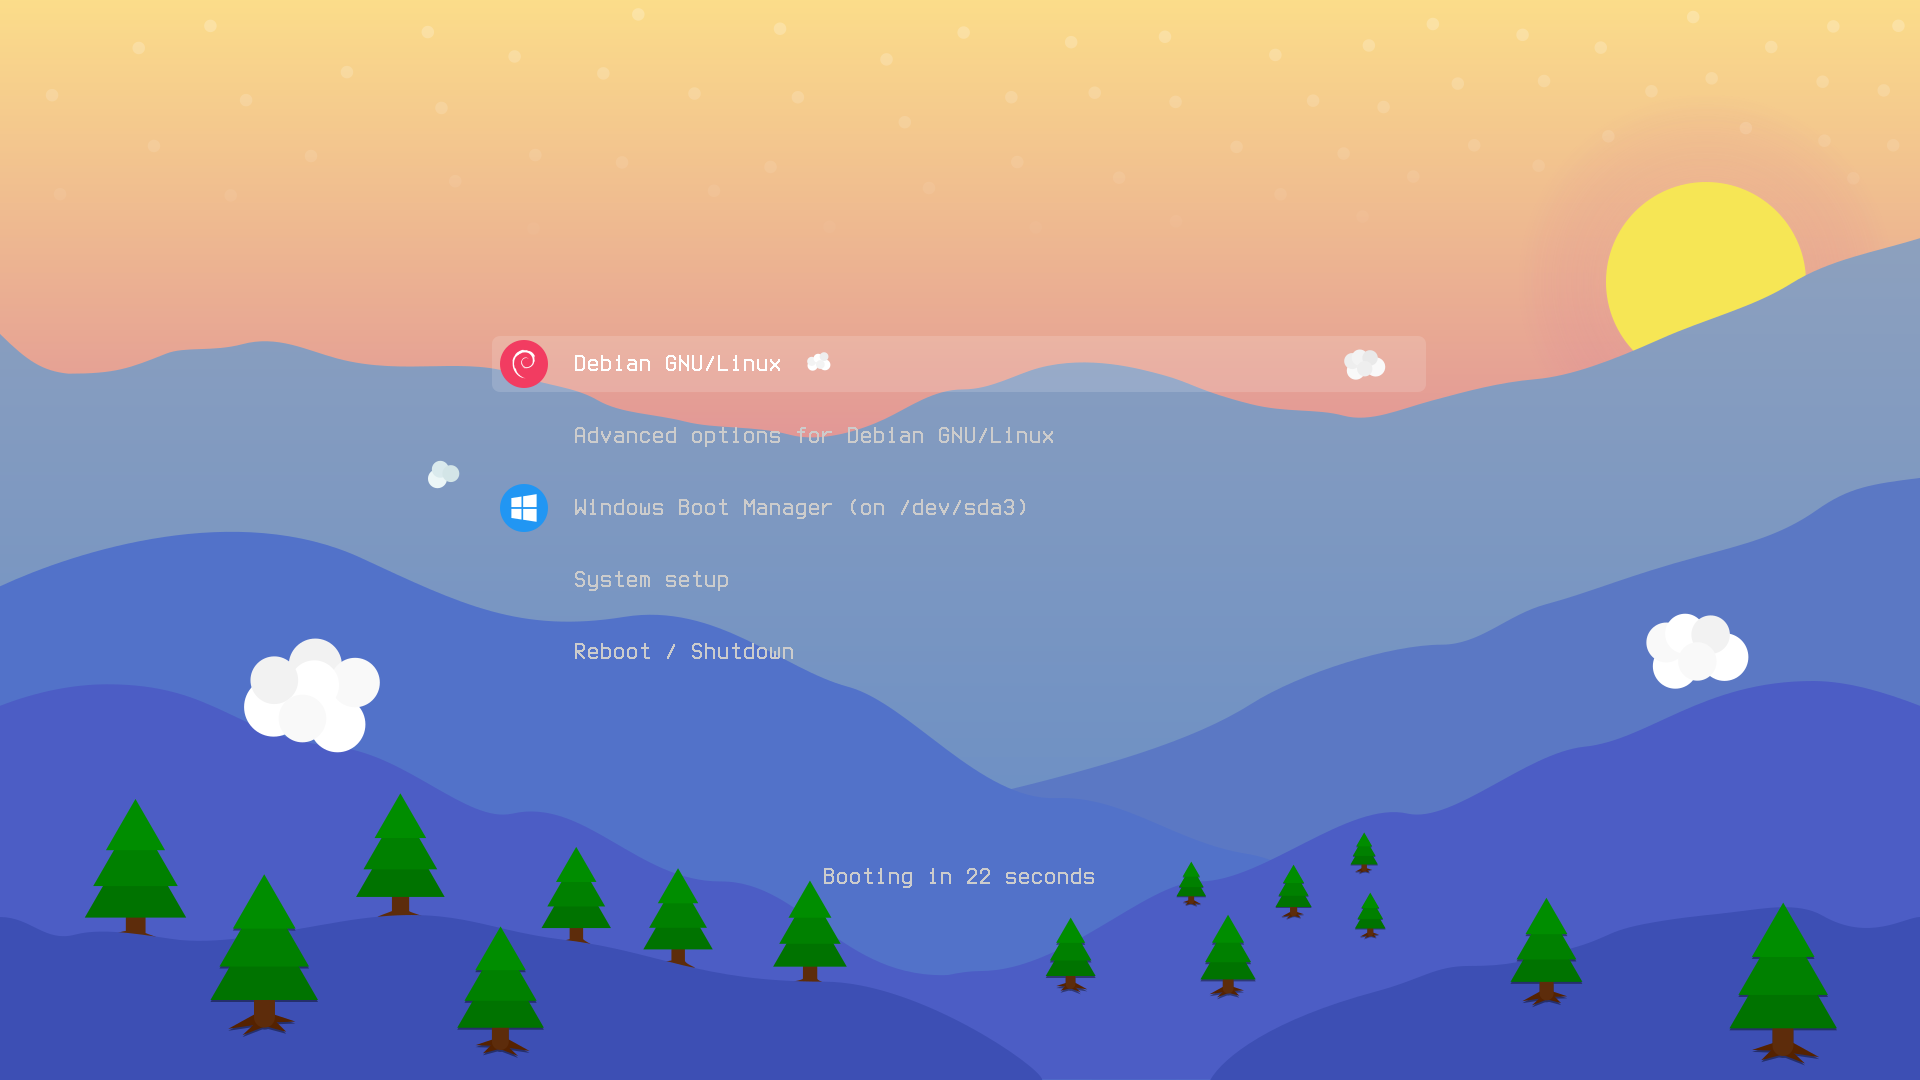 Debian GNU/Linux
Advanced options for Debian GNU/Linux
Windows Boot Manager (on /dev/sda3)
System setup
Reboot / Shutdown
Booting in 22 seconds